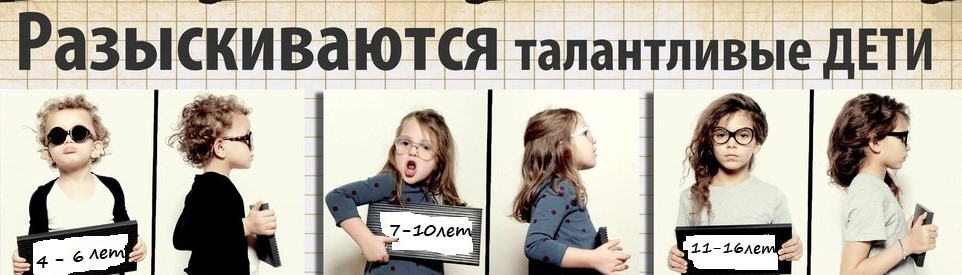 Разыскиваются талантливые ДЕТИ
4 - 6 лет
7-10лет
11-16лет